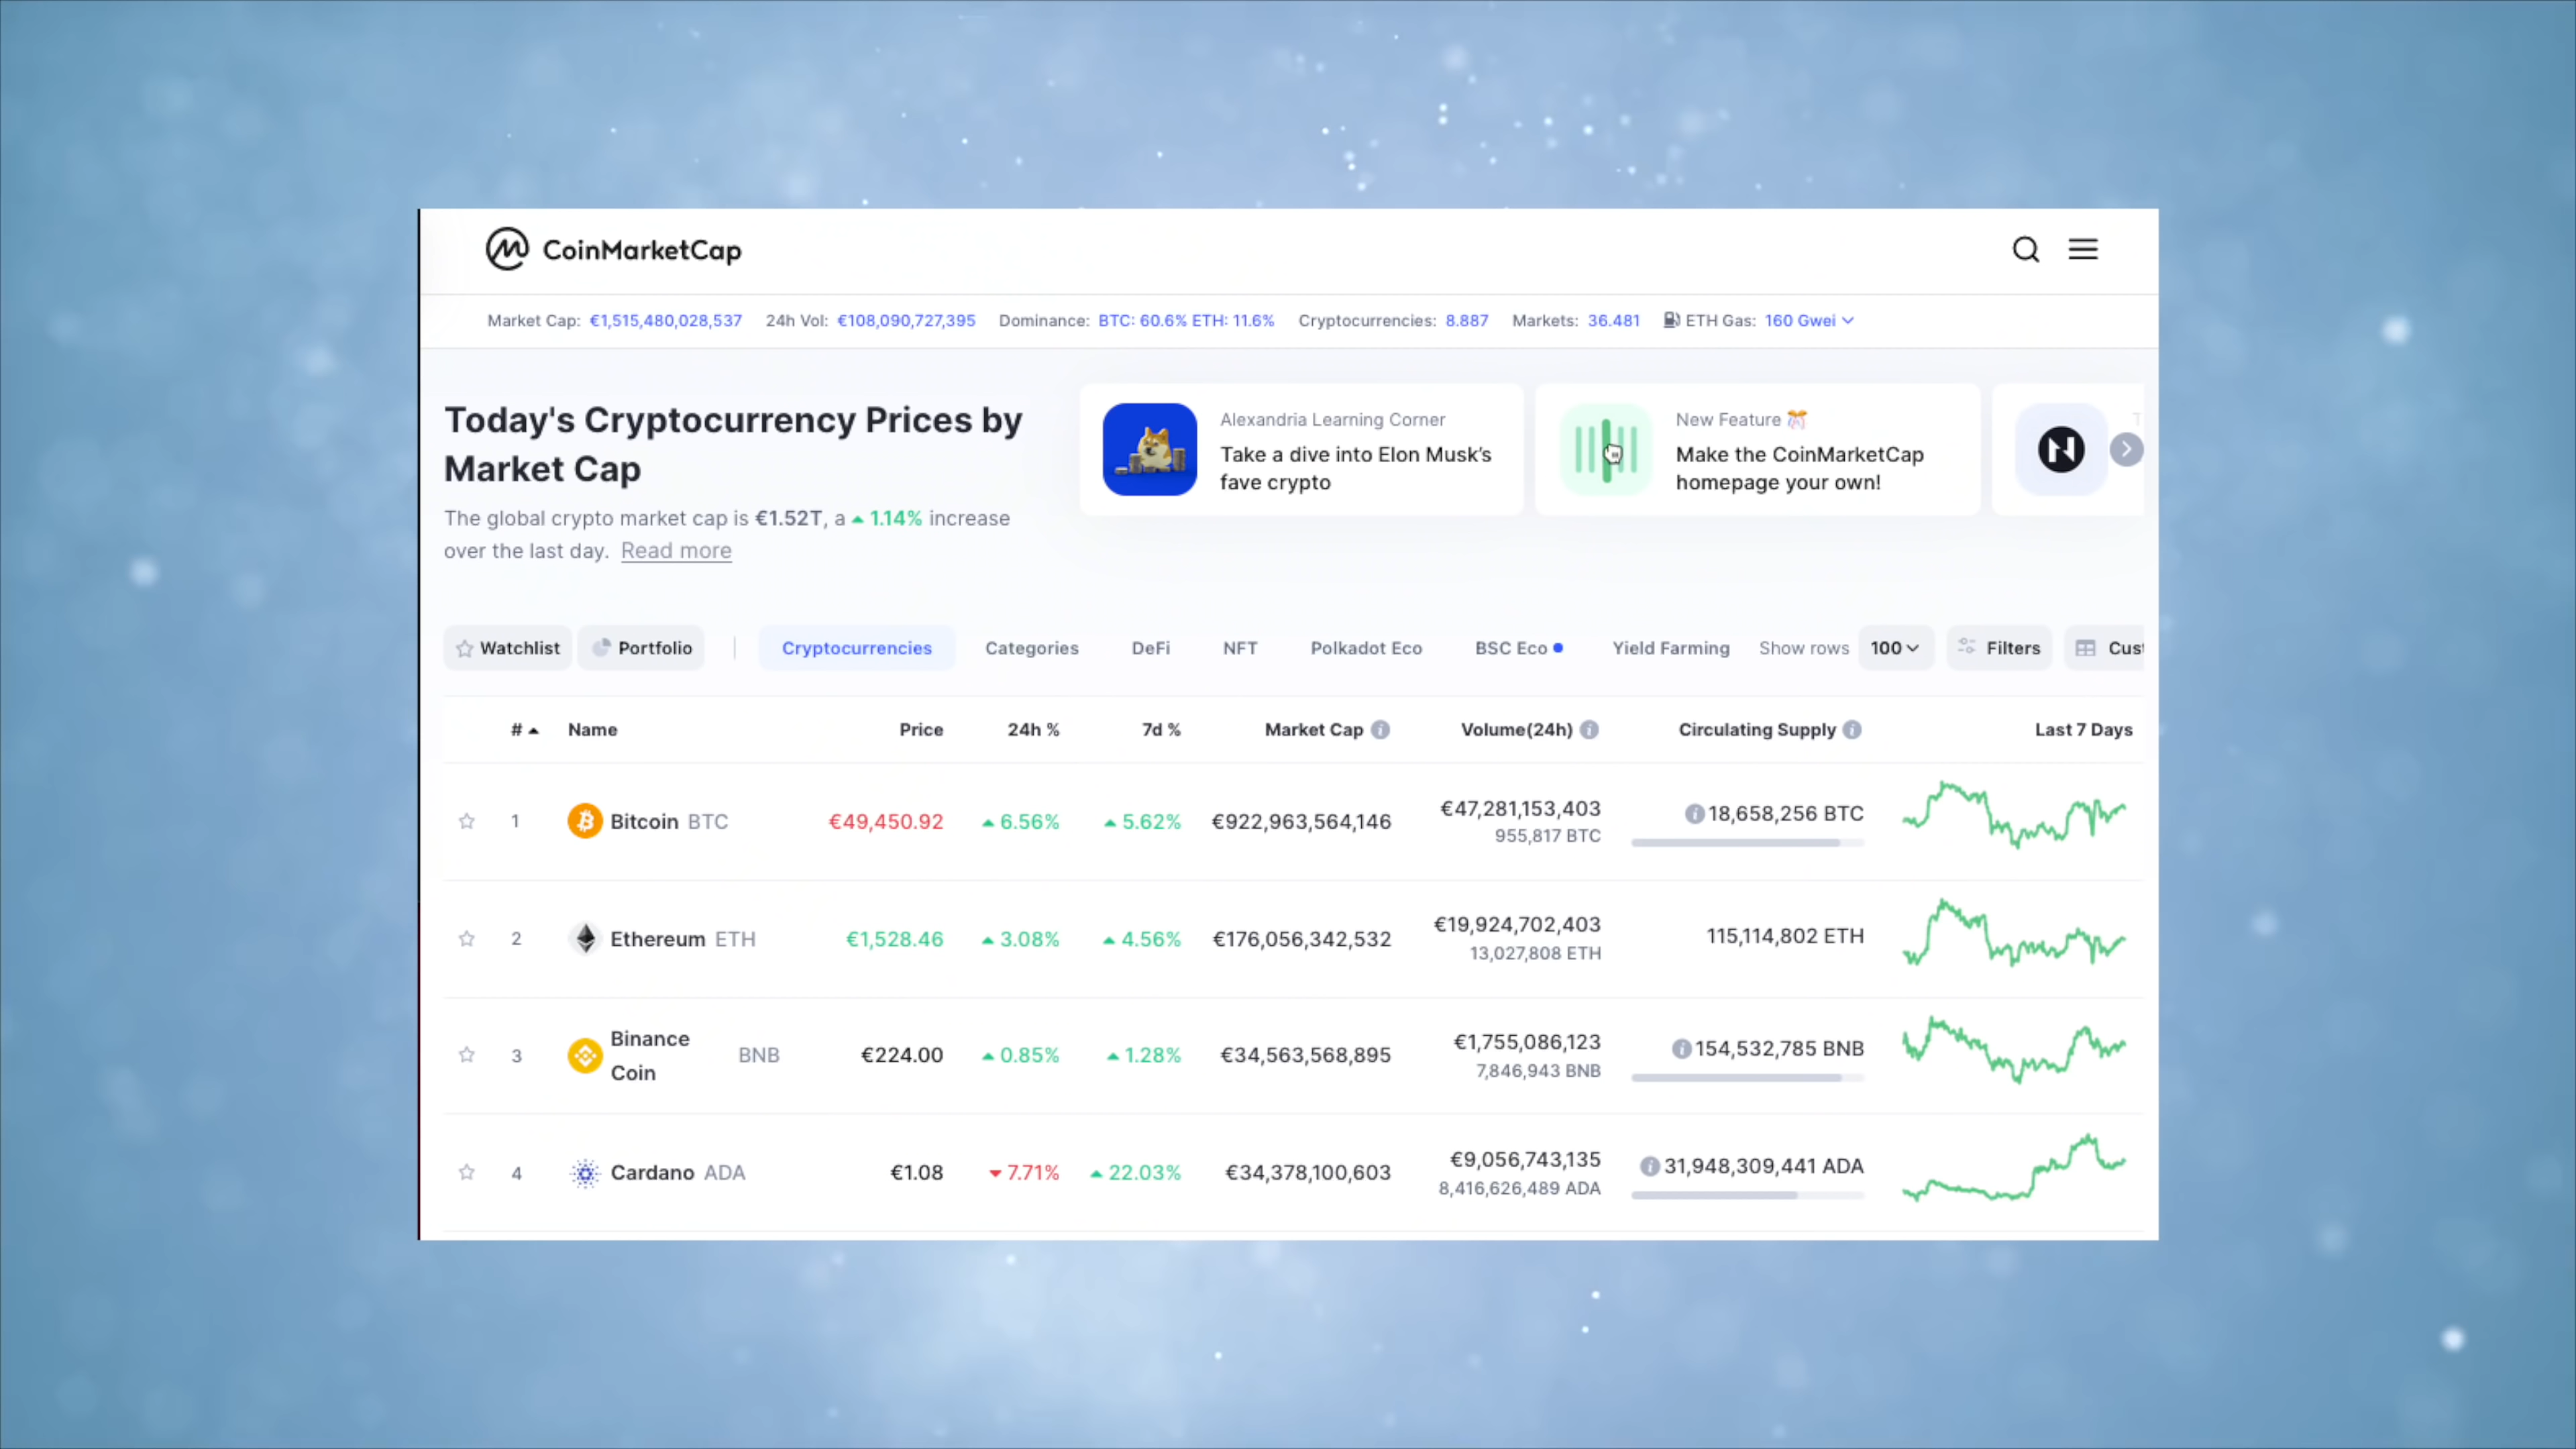 CoinMarketCap
Market Cap: €1,515,480,028,537 24h Vol: €108,090,727,395 Dominance: BTC: 60.6% ETH: 11.6% Cryptocurrencies: 8.887 Markets: 36.481 ETH Gas: 160 Gwei
Today's Cryptocurrency Prices by
Market Cap
The global crypto market cap is €1.52T, a 1.14% increase
over the last day. Read more
Alexandria Learning Corner
Take a dive into Elon Musk's
fave crypto
New Feature
Make the CoinMarketCap
homepage your own!
Watchlist Portfolio Cryptocurrencies Categories DeFi NFT Polkadot Eco BSC Eco Yield Farming Show rows 100 Filters Cust
# Name Price 24h % 7d % Market Cap Volume(24h) Circulating Supply Last 7 Days
1 Bitcoin BTC €49,450.92 6.56% 5.62% €922,963,564,146 €47,281,153,403 18,658,256 BTC
955,817 BTC
2 Ethereum ETH €1,528.46 3.08% 4.56% €176,056,342,532 €19,924,702,403 115,114,802 ETH
13,027,808 ETH
3 Binance Coin BNB €224.00 0.85% 1.28% €34,563,568,895 €1,755,086,123 154,532,785 BNB
7,846,943 BNB
4 Cardano ADA €1.08 7.71% 22.03% €34,378,100,603 €9,056,743,135 31,948,309,441 ADA
8,416,626,489 ADA